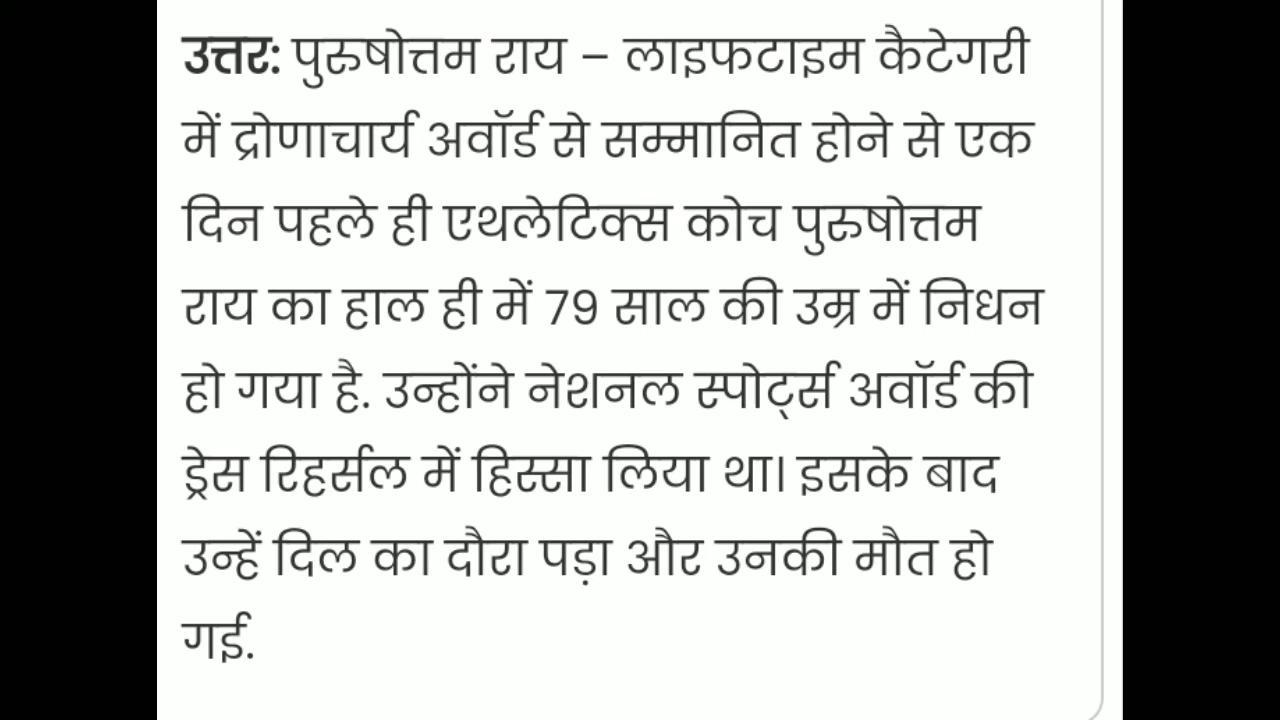 उत्तर: पुरुषोत्तम राय – लाइफटाइम कैटेगरी
में द्रोणाचार्य अवॉर्ड से सम्मानित होने से एक
दिन पहले ही एथलेटिक्स कोच पुरुषोत्तम
राय का हाल ही में 79 साल की उम्र में निधन
हो गया है. उन्होंने नेशनल स्पोर्ट्स अवॉर्ड की
ड्रेस रिहर्सल में हिस्सा लिया था। इसके बाद
उन्हें दिल का दौरा पड़ा और उनकी मौत हो
गई.